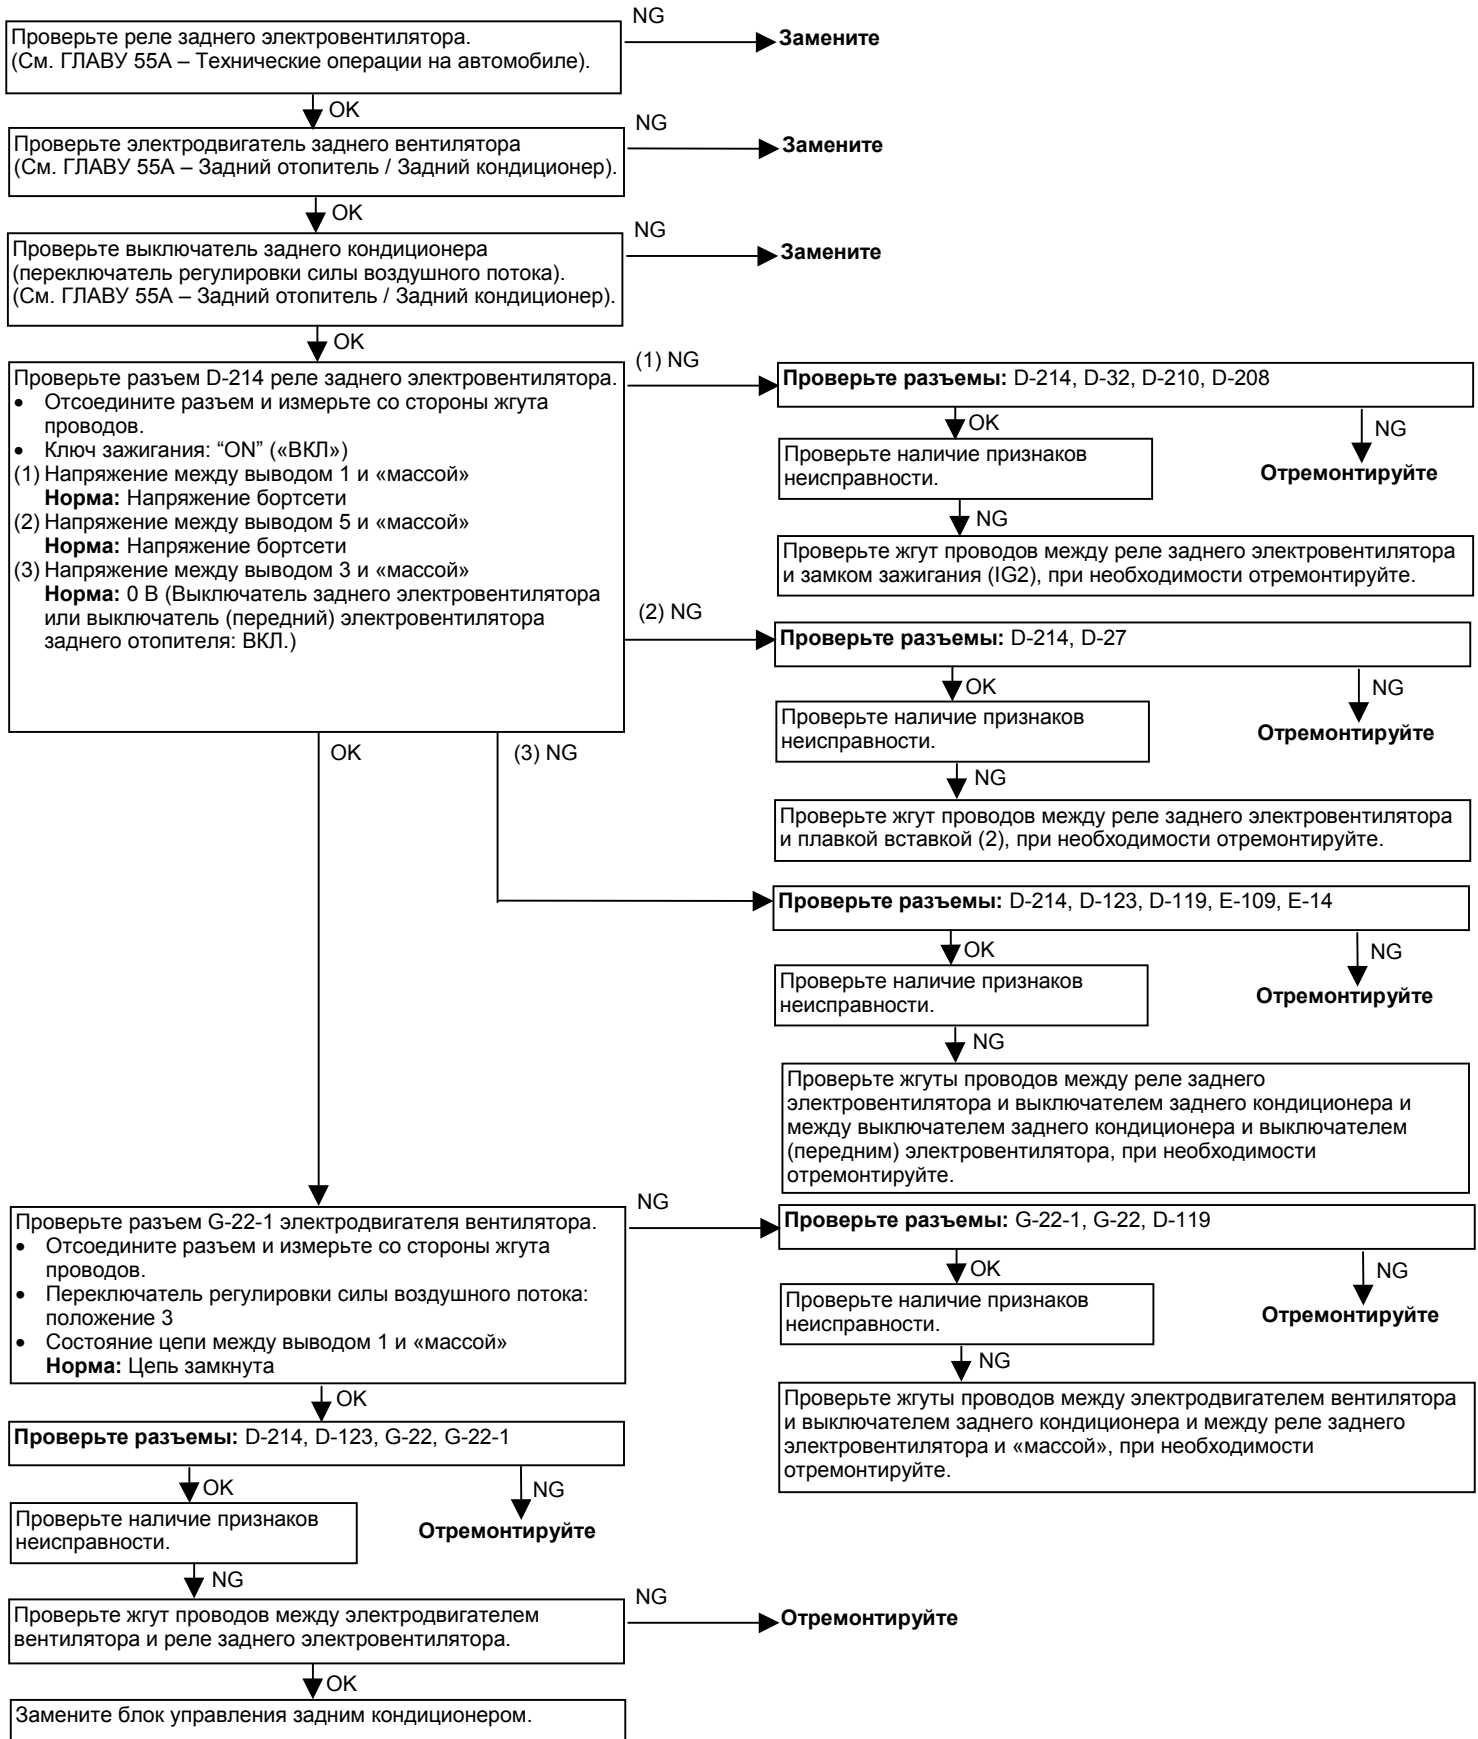 NG
Проверьте реле заднего электровентилятора.
(См. ГЛАВУ 55А – Технические операции на автомобиле).
Замените
OK
NG
Проверьте электродвигатель заднего вентилятора
(См. ГЛАВУ 55А – Задний отопитель / Задний кондиционер).
Замените
OK
NG
Проверьте выключатель заднего кондиционера
(переключатель регулировки силы воздушного потока).
(См. ГЛАВУ 55А – Задний отопитель / Задний кондиционер).
Замените
OK
Проверьте разъем D-214 реле заднего электровентилятора.
• Отсоедините разъем и измерьте со стороны жгута
проводов.
• Ключ зажигания: “ON” («ВКЛ»)
(1) Напряжение между выводом 1 и «массой»
Норма: Напряжение бортсети
(2) Напряжение между выводом 5 и «массой»
Норма: Напряжение бортсети
(3) Напряжение между выводом 3 и «массой»
Норма: 0 В (Выключатель заднего электровентилятора
или выключатель (передний) электровентилятора
заднего отопителя: ВКЛ.)
(1) NG
Проверьте разъемы: D-214, D-32, D-210, D-208
OK
NG
Проверьте наличие признаков
неисправности.
Отремонтируйте
NG
Проверьте жгут проводов между реле заднего электровентилятора
и замком зажигания (IG2), при необходимости отремонтируйте.
(2) NG
Проверьте разъемы: D-214, D-27
OK
NG
Проверьте наличие признаков
неисправности.
Отремонтируйте
NG
Проверьте жгут проводов между реле заднего электровентилятора
и плавкой вставкой (2), при необходимости отремонтируйте.
OK
(3) NG
Проверьте разъемы: D-214, D-123, D-119, E-109, E-14
OK
NG
Проверьте наличие признаков
неисправности.
Отремонтируйте
NG
Проверьте жгуты проводов между реле заднего
электровентилятора и выключателем заднего кондиционера и
между выключателем заднего кондиционера и выключателем
(передним) электровентилятора, при необходимости
отремонтируйте.
Проверьте разъем G-22-1 электродвигателя вентилятора.
• Отсоедините разъем и измерьте со стороны жгута
проводов.
• Переключатель регулировки силы воздушного потока:
положение 3
• Состояние цепи между выводом 1 и «массой»
Норма: Цепь замкнута
NG
Проверьте разъемы: G-22-1, G-22, D-119
OK
NG
Проверьте наличие признаков
неисправности.
Отремонтируйте
NG
Проверьте жгуты проводов между электродвигателем вентилятора
и выключателем заднего кондиционера и между реле заднего
электровентилятора и «массой», при необходимости
отремонтируйте.
OK
Проверьте разъемы: D-214, D-123, G-22, G-22-1
OK
NG
Проверьте наличие признаков
неисправности.
Отремонтируйте
NG
Проверьте жгут проводов между электродвигателем
вентилятора и реле заднего электровентилятора.
NG
Отремонтируйте
OK
Замените блок управления задним кондиционером.